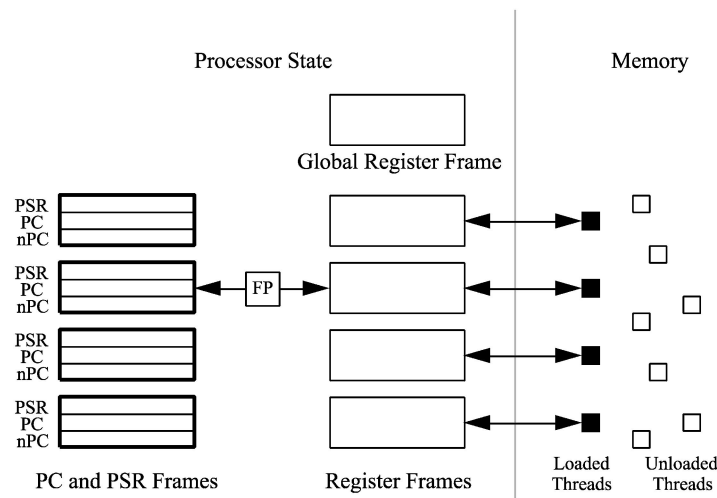 Processor State
Memory
Global Register Frame
PSR
PC
nPC
PSR
PC
nPC
FP
PSR
PC
nPC
PSR
PC
nPC
PC and PSR Frames
Register Frames
Loaded
Threads
Unloaded
Threads